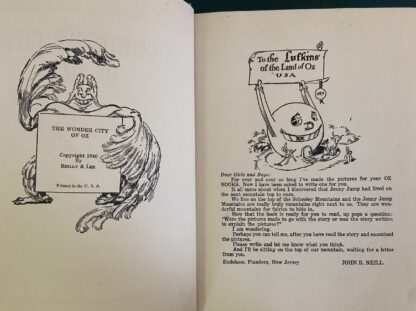 THE WONDER CITY
OF OZ
Copyright 1940
By
REILLY & LEE
Printed in the U. S. A.
To the Lufkins
of the Land of Oz
U.S.A
Dear Girls and Boys:
For ever and ever so long I've made the pictures for your OZ
BOOKS. Now I have been asked to write one for you.
It all came about when I discovered that Jenny Jump had lived on
the next mountain top to mine.
We live on the top of the Schooley Mountains and the Jenny Jump
Mountains are really truly mountains right next to us. They are won-
derful mountains for fairies to hide in.
Now that the book is ready for you to read, up pops a question:
"Were the pictures made to go with the story or was the story written
to explain the pictures?"
I am wondering.
Perhaps you can tell me, after you have read the story and examined
the pictures.
Please write and let me know what you think.
And I'll be sitting on the top of our mountain, waiting for a letter
from you.
Endolane, Flanders, New Jersey JOHN R. NEILL